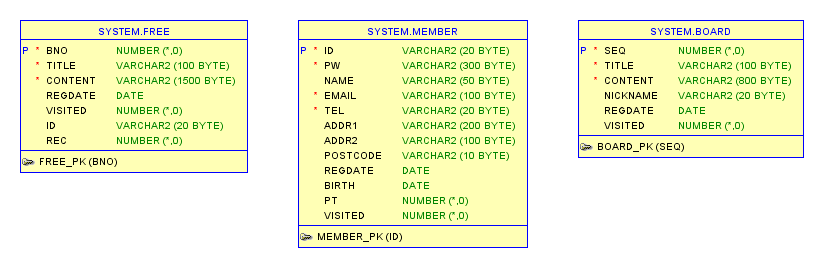 SYSTEM.FREE
P * BNO NUMBER (*,0)
* TITLE VARCHAR2 (100 BYTE)
* CONTENT VARCHAR2 (1500 BYTE)
REGDATE DATE
VISITED NUMBER (*,0)
ID VARCHAR2 (20 BYTE)
REC NUMBER (*,0)
FREE_PK (BNO)
SYSTEM.MEMBER
P * ID VARCHAR2 (20 BYTE)
* PW VARCHAR2 (300 BYTE)
NAME VARCHAR2 (50 BYTE)
* EMAIL VARCHAR2 (100 BYTE)
* TEL VARCHAR2 (20 BYTE)
ADDR1 VARCHAR2 (200 BYTE)
ADDR2 VARCHAR2 (100 BYTE)
POSTCODE VARCHAR2 (10 BYTE)
REGDATE DATE
BIRTH DATE
PT NUMBER (*,0)
VISITED NUMBER (*,0)
MEMBER_PK (ID)
SYSTEM.BOARD
P * SEQ NUMBER (*,0)
* TITLE VARCHAR2 (100 BYTE)
* CONTENT VARCHAR2 (800 BYTE)
NICKNAME VARCHAR2 (20 BYTE)
REGDATE DATE
VISITED NUMBER (*,0)
BOARD_PK (SEQ)